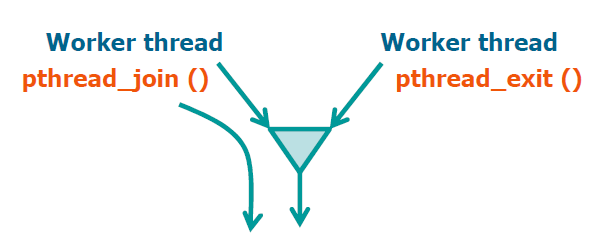 Worker thread
pthread_join ()
Worker thread
pthread_exit ()